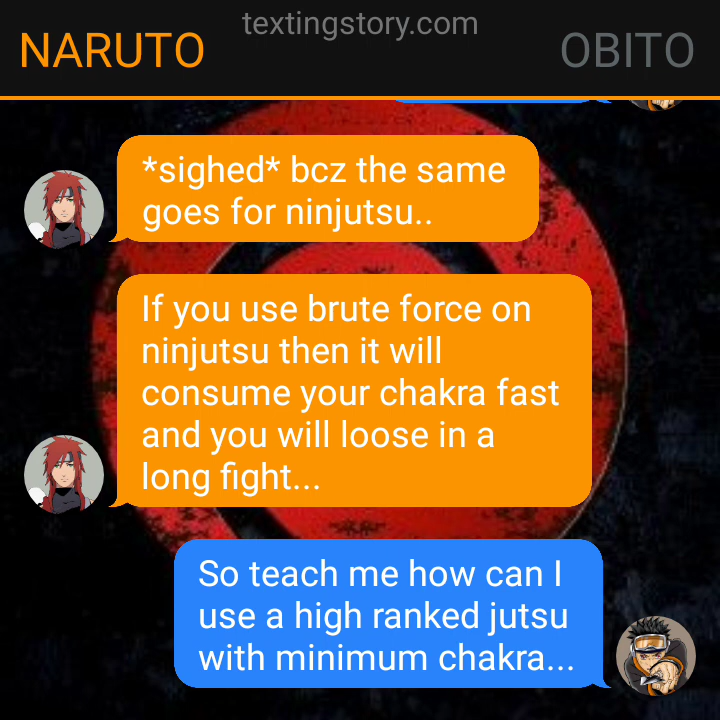 textingstory.com
NARUTO
OBITO
*sighed* bcz the same
goes for ninjutsu..
If you use brute force on
ninjutsu then it will
consume your chakra fast
and you will loose in a
long fight...
So teach me how can I
use a high ranked jutsu
with minimum chakra...